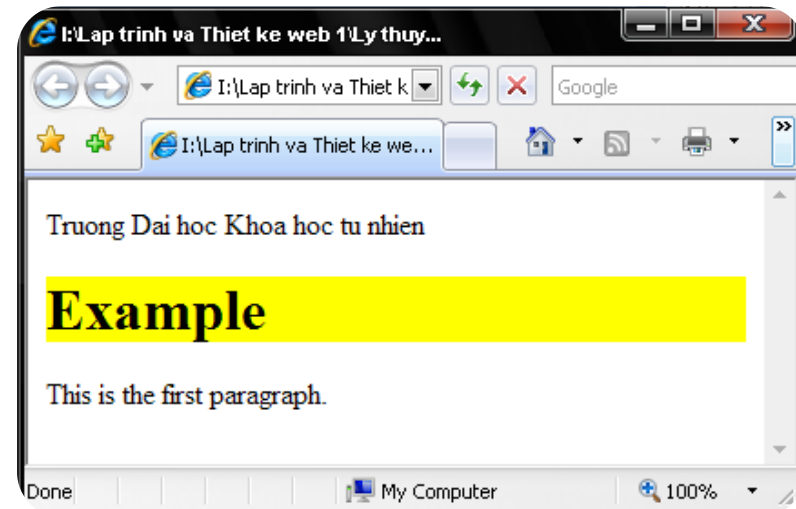 I:\Lap trinh va Thiet ke web 1\Ly thuy...
I:\Lap trinh va Thiet k
Google
I:\Lap trinh va Thiet ke we...
»
Truong Dai hoc Khoa hoc tu nhien
Example
This is the first paragraph.
Done
My Computer
100%